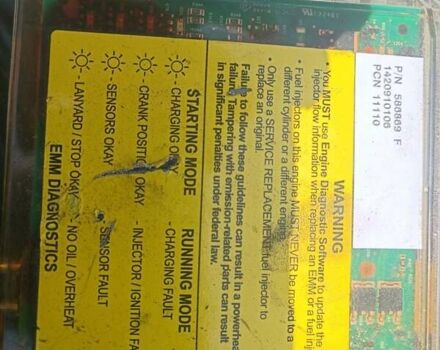 P/N 586869 F
1420910106
PCN 11110
WARNING
• You MUST use Engine Diagnostic Software to update the
injector flow information when replacing an EMM or a fuel inj
• Fuel injectors on this engine MUST NEVER be moved to a
different cylinder or a different engine.
• Only use a SERVICE REPLACEMENT fuel injector to
replace an original.
Failure to follow these guidelines can result in a powerhea
failure. Tampering with emission-related parts can result
in significant penalties under federal law.
STARTING MODE RUNNING MODE
- CHARGING OKAY - CHARGING FAULT
- CRANK POSITION OKAY - INJECTOR / IGNITION FA
- SENSORS OKAY - SENSOR FAULT
- LANYARD / STOP OKAY - NO OIL / OVERHEAT
EMM DIAGNOSTICS